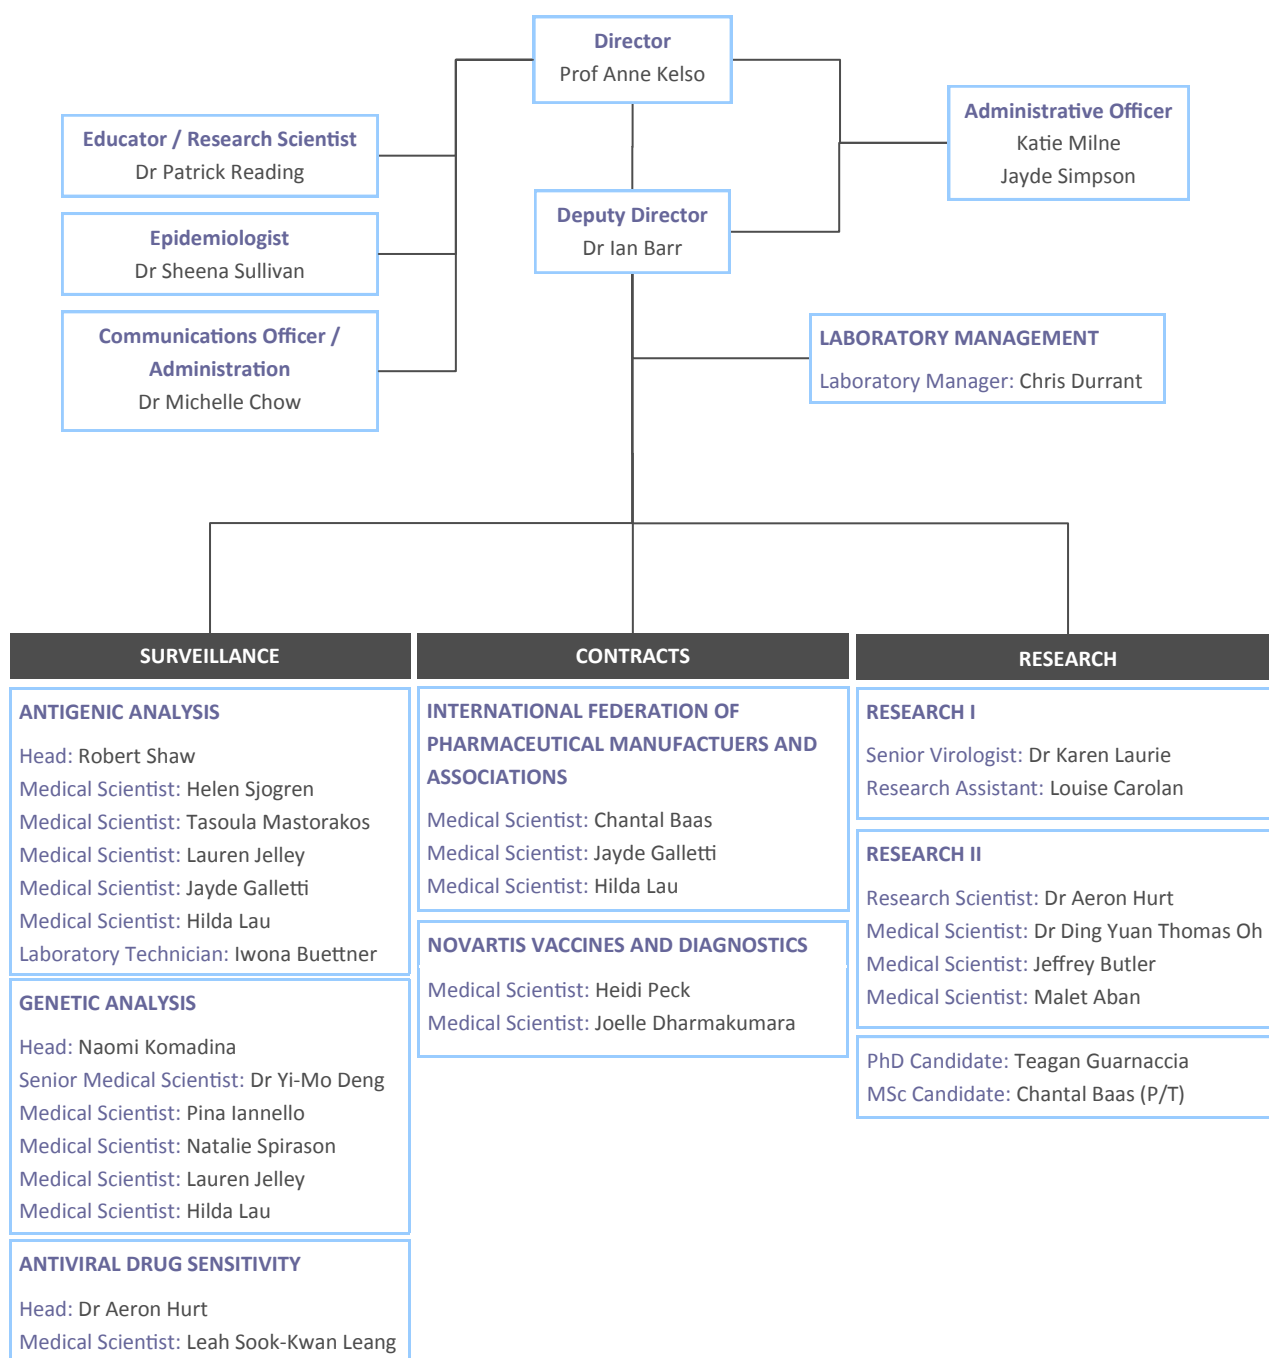 Director
Prof Anne Kelso
Educator / Research Scientist
Dr Patrick Reading
Epidemiologist
Dr Sheena Sullivan
Communications Officer /
Administration
Dr Michelle Chow
Deputy Director
Dr Ian Barr
Administrative Officer
Katie Milne
Jayde Simpson
LABORATORY MANAGEMENT
Laboratory Manager: Chris Durrant
SURVEILLANCE
ANTIGENIC ANALYSIS
Head: Robert Shaw
Medical Scientist: Helen Sjogren
Medical Scientist: Tasoula Mastorakos
Medical Scientist: Lauren Jelley
Medical Scientist: Jayde Galletti
Medical Scientist: Hilda Lau
Laboratory Technician: Iwona Buettner
GENETIC ANALYSIS
Head: Naomi Komadina
Senior Medical Scientist: Dr Yi-Mo Deng
Medical Scientist: Pina Iannello
Medical Scientist: Natalie Spirason
Medical Scientist: Lauren Jelley
Medical Scientist: Hilda Lau
ANTIVIRAL DRUG SENSITIVITY
Head: Dr Aeron Hurt
Medical Scientist: Leah Sook-Kwan Leang
CONTRACTS
INTERNATIONAL FEDERATION OF
PHARMACEUTICAL MANUFACTUERS AND
ASSOCIATIONS
Medical Scientist: Chantal Baas
Medical Scientist: Jayde Galletti
Medical Scientist: Hilda Lau
NOVARTIS VACCINES AND DIAGNOSTICS
Medical Scientist: Heidi Peck
Medical Scientist: Joelle Dharmakumara
RESEARCH
RESEARCH I
Senior Virologist: Dr Karen Laurie
Research Assistant: Louise Carolan
RESEARCH II
Research Scientist: Dr Aeron Hurt
Medical Scientist: Dr Ding Yuan Thomas Oh
Medical Scientist: Jeffrey Butler
Medical Scientist: Malet Aban
PhD Candidate: Teagan Guarnaccia
MSc Candidate: Chantal Baas (P/T)